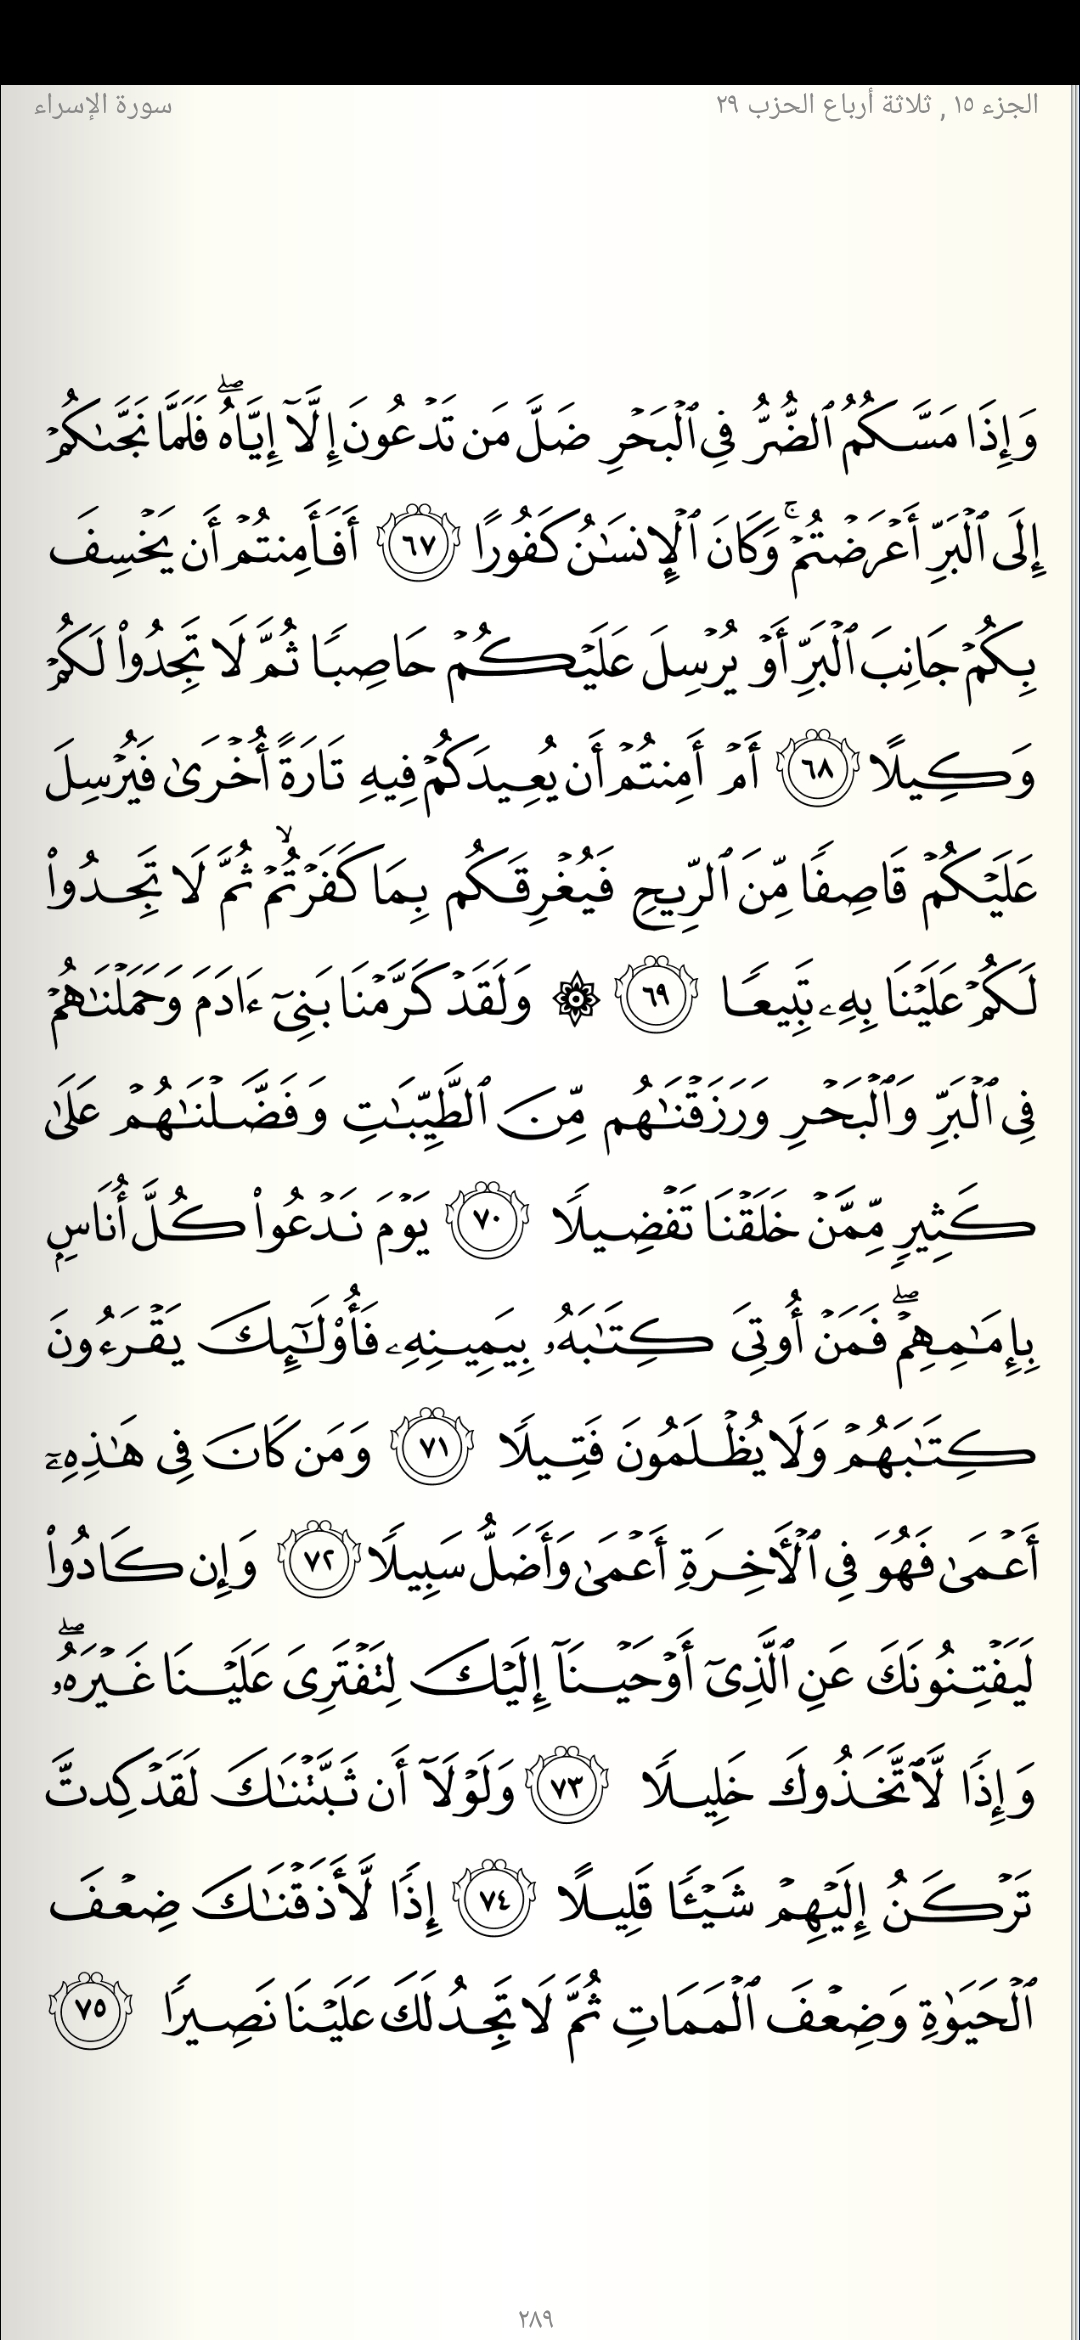 الجزء ١٥ , ثلاثة أرباع الحزب ٢٩ سورة الإسراء
وَإِذَا مَسَّكُمُ ٱلضُّرُّ فِي ٱلۡبَحۡرِ ضَلَّ مَن تَدۡعُونَ إِلَّآ إِيَّاهُۖ فَلَمَّا نَجَّىٰكُمۡ
إِلَى ٱلۡبَرِّ أَعۡرَضۡتُمۡۚ وَكَانَ ٱلۡإِنسَٰنُ كَفُورًا ٦٧ أَفَأَمِنتُمۡ أَن يَخۡسِفَ
بِكُمۡ جَانِبَ ٱلۡبَرِّ أَوۡ يُرۡسِلَ عَلَيۡكُمۡ حَاصِبٗا ثُمَّ لَا تَجِدُواْ لَكُمۡ
وَكِيلًا ٦٨ أَمۡ أَمِنتُمۡ أَن يُعِيدَكُمۡ فِيهِ تَارَةً أُخۡرَىٰ فَيُرۡسِلَ
عَلَيۡكُمۡ قَاصِفٗا مِّنَ ٱلرِّيحِ فَيُغۡرِقَكُم بِمَا كَفَرۡتُمۡ ۙ ثُمَّ لَا تَجِدُواْ
لَكُمۡ عَلَيۡنَا بِهِۦ تَبِيعٗا ٦٩ ۞ وَلَقَدۡ كَرَّمۡنَا بَنِيٓ ءَادَمَ وَحَمَلۡنَٰهُمۡ
فِي ٱلۡبَرِّ وَٱلۡبَحۡرِ وَرَزَقۡنَٰهُم مِّنَ ٱلطَّيِّبَٰتِ وَفَضَّلۡنَٰهُمۡ عَلَىٰ
كَثِيرٖ مِّمَّنۡ خَلَقۡنَا تَفۡضِيلٗا ٧٠ يَوۡمَ نَدۡعُواْ كُلَّ أُنَاسِۭ
بِإِمَٰمِهِمۡۖ فَمَنۡ أُوتِيَ كِتَٰبَهُۥ بِيَمِينِهِۦ فَأُوْلَٰٓئِكَ يَقۡرَءُونَ
كِتَٰبَهُمۡ وَلَا يُظۡلَمُونَ فَتِيلٗا ٧١ وَمَن كَانَ فِي هَٰذِهِۦٓ
أَعۡمَىٰ فَهُوَ فِي ٱلۡأٓخِرَةِ أَعۡمَىٰ وَأَضَلُّ سَبِيلٗا ٧٢ وَإِن كَادُواْ
لَيَفۡتِنُونَكَ عَنِ ٱلَّذِيٓ أَوۡحَيۡنَآ إِلَيۡكَ لِتَفۡتَرِيَ عَلَيۡنَا غَيۡرَهُۥۖ
وَإِذٗا لَّٱتَّخَذُوكَ خَلِيلٗا ٧٣ وَلَوۡلَآ أَن ثَبَّتۡنَٰكَ لَقَدۡ كِدتَّ
تَرۡكَنُ إِلَيۡهِمۡ شَيۡـٔٗا قَلِيلًا ٧٤ إِذٗا لَّأَذَقۡنَٰكَ ضِعۡفَ
ٱلۡحَيَوٰةِ وَضِعۡفَ ٱلۡمَمَاتِ ثُمَّ لَا تَجِدُ لَكَ عَلَيۡنَا نَصِيرٗا ٧٥
٢٨٩